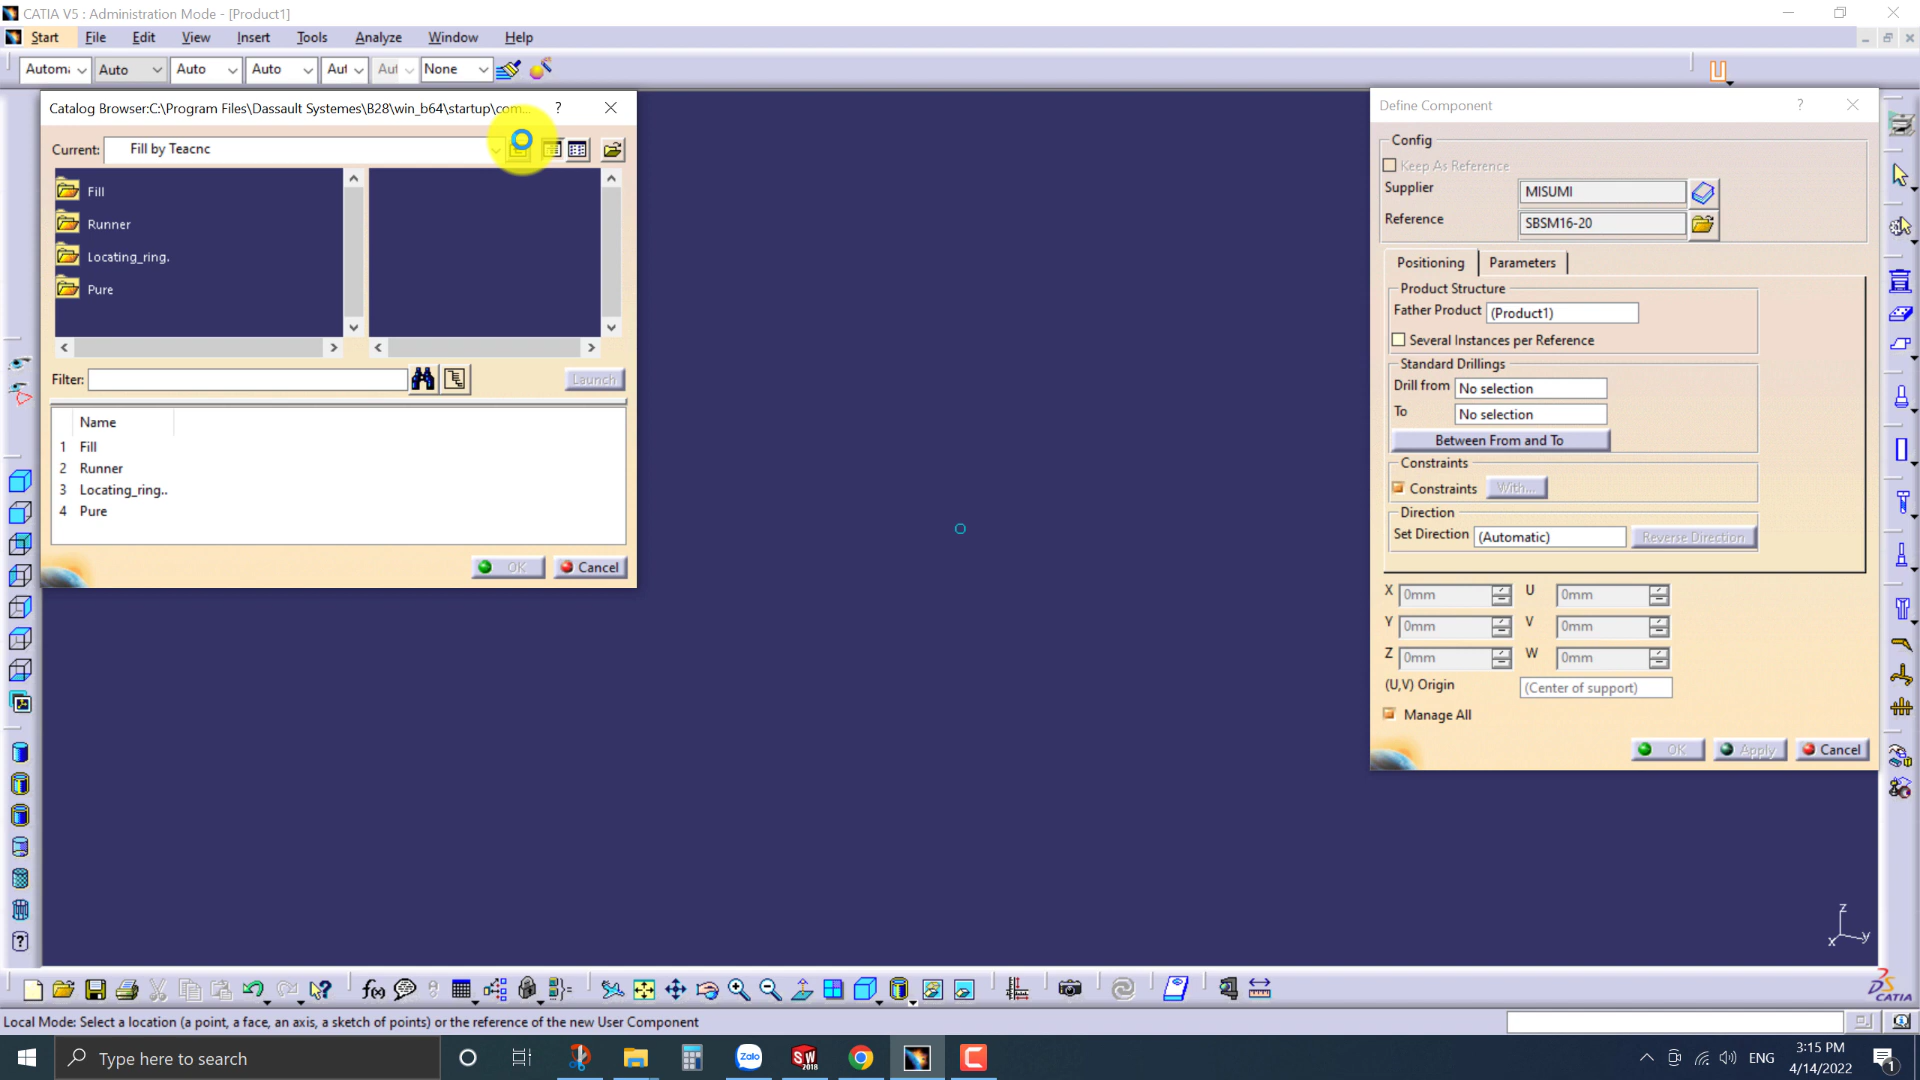 CATIA V5 : Administration Mode - [Product1]
Start File Edit View Insert Tools Analyze Window Help
Auto Auto Auto None
Catalog Browser:C:\Program Files\Dassault Systemes\B28\win_b64\startup\com... ?
Current: Fill by Teacnc
Fill
Runner
Locating_ring.
Pure
Filter: Launch
Name
1 Fill
2 Runner
3 Locating_ring..
4 Pure
OK Cancel
Define Component ?
Config
Keep As Reference
Supplier MISUMI
Reference SBSM16-20
Positioning Parameters
Product Structure
Father Product (Product1)
Several Instances per Reference
Standard Drillings
Drill from No selection
To No selection
Between From and To
Constraints
Constraints With...
Direction
Set Direction (Automatic) Reverse Direction
X 0mm U 0mm
Y 0mm V 0mm
Z 0mm W 0mm
(U,V) Origin (Center of support)
Manage All
OK Apply Cancel
z
x y
CATIA
Local Mode: Select a location (a point, a face, an axis, a sketch of points) or the reference of the new User Component
Type here to search
Zalo
SW
2018
ENG
3:15 PM
4/14/2022
1